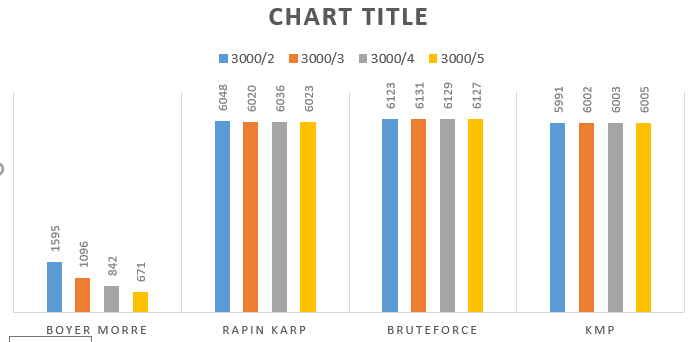 CHART TITLE
3000/2 3000/3 3000/4 3000/5
1595 1096 842 671 6048 6020 6036 6023 6123 6131 6129 6127 5991 6002 6003 6005
BOYER MORRE RAPIN KARP BRUTEFORCE KMP